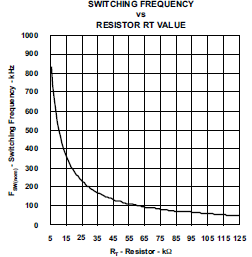 SWITCHING FREQUENCY
vs
RESISTOR RT VALUE
1000
900
800
700
600
500
400
300
200
100
0
F SW(nom) - Switching Frequency - kHz
5 15 25 35 45 55 65 75 85 95 105 115 125
RT - Resistor - kΩ